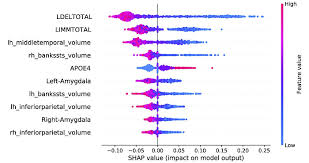 High
LDELTOTAL
LIMMTOTAL
lh_middletemporal_volume
rh_bankssts_volume
APOE4
Left-Amygdala
lh_bankssts_volume
lh_inferiorparietal_volume
Right-Amygdala
rh_inferiorparietal_volume
Feature value
Low
−0.10 −0.05 0.00 0.05 0.10 0.15 0.20 0.25
SHAP value (impact on model output)